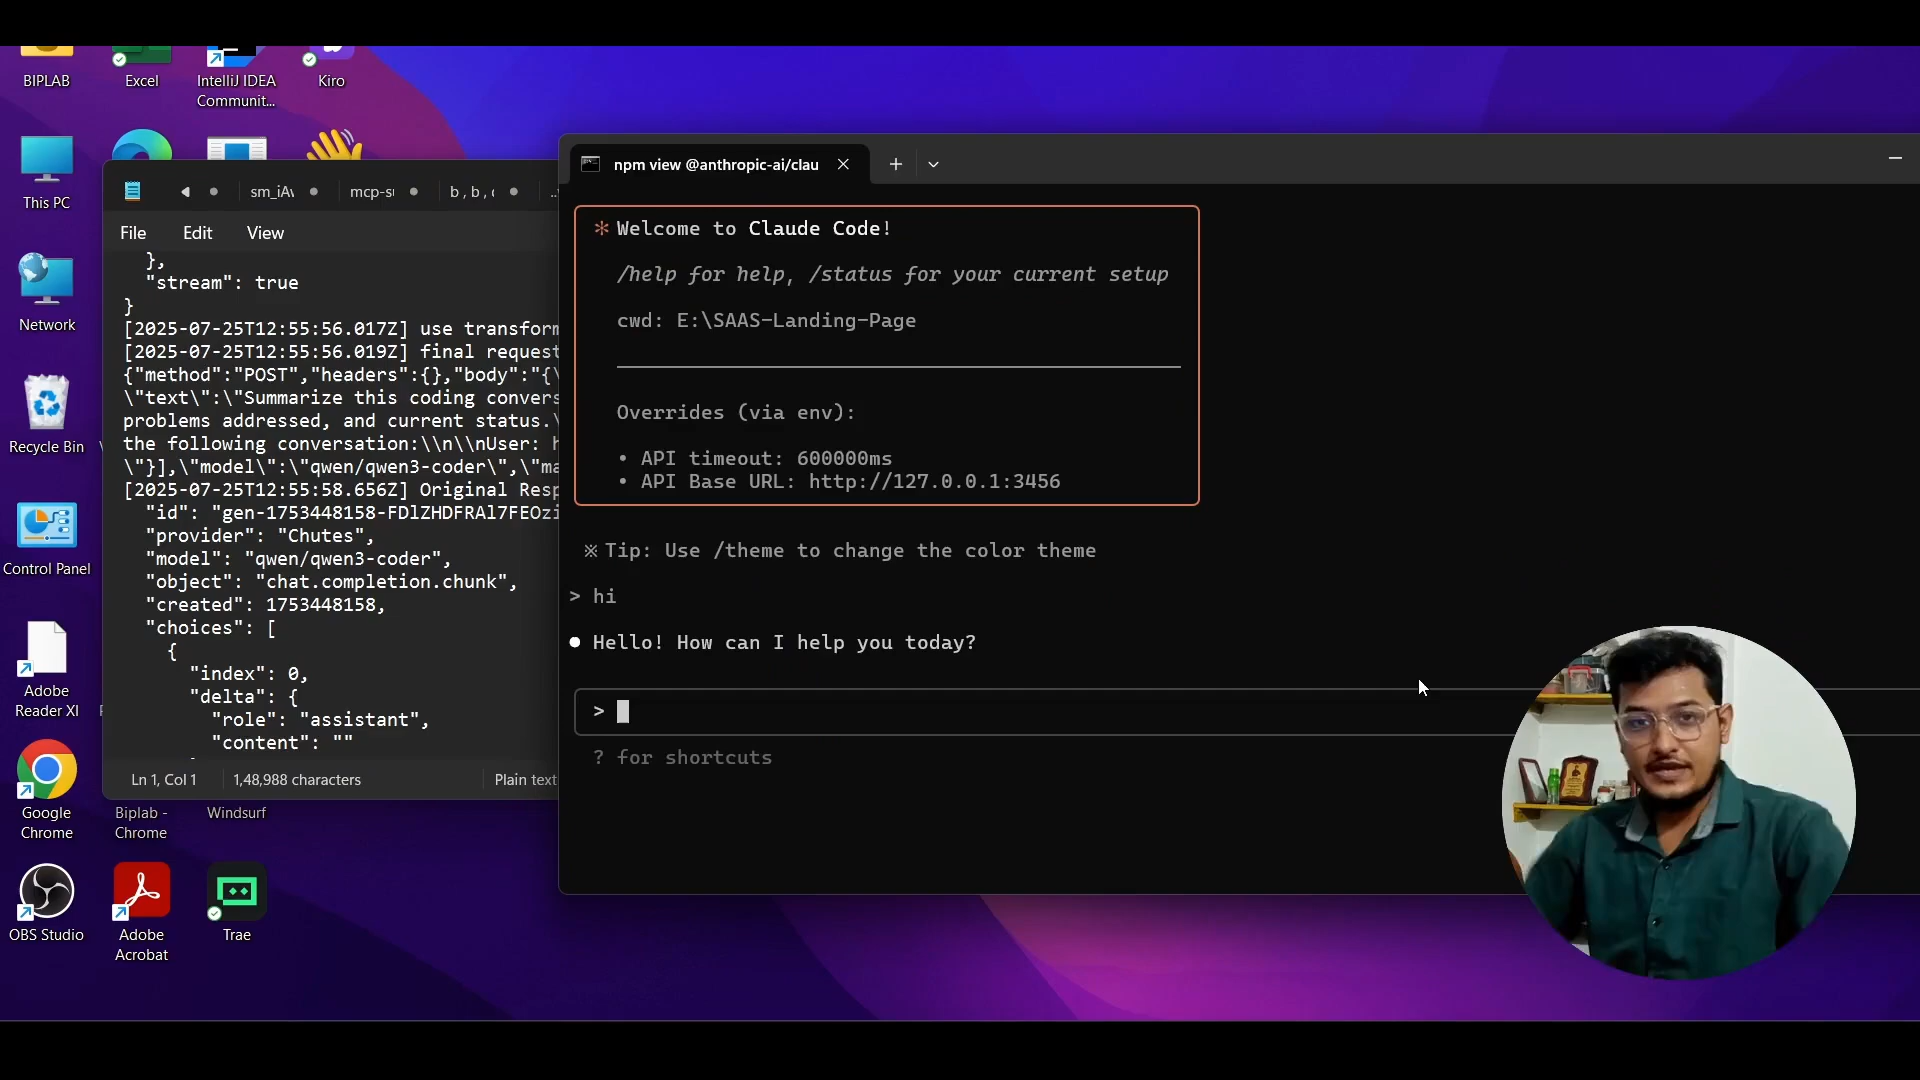 BIPLAB
Excel
IntelliJ IDEA
Communit...
Kiro
This PC
Network
Recycle Bin
Control Panel
Adobe
Reader XI
Google
Chrome
Biplab -
Chrome
Windsurf
OBS Studio
Adobe
Acrobat
Trae
mcp-s
b , b ,
File Edit View
},
"stream": true
}
[2025-07-25T12:55:56.017Z] use transform
[2025-07-25T12:55:56.019Z] final request
{"method":"POST","headers":{},"body":"{\
\"text\":\"Summarize this coding convers
problems addressed, and current status.\
the following conversation:\\n\\nUser: h
\"}],\"model\":\"qwen/qwen3-coder\",\"ma
[2025-07-25T12:55:58.656Z] Original Resp
"id": "gen-1753448158-FDlZHDFRAl7FEOzi
"provider": "Chutes",
"model": "qwen/qwen3-coder",
"object": "chat.completion.chunk",
"created": 1753448158,
"choices": [
{
"index": 0,
"delta": {
"role": "assistant",
"content": ""
Ln 1, Col 1 1,48,988 characters Plain text
npm view @anthropic-ai/clau
* Welcome to Claude Code!
/help for help, /status for your current setup
cwd: E:\SAAS-Landing-Page
Overrides (via env):
• API timeout: 600000ms
• API Base URL: http://127.0.0.1:3456
※ Tip: Use /theme to change the color theme
> hi
● Hello! How can I help you today?
>
? for shortcuts